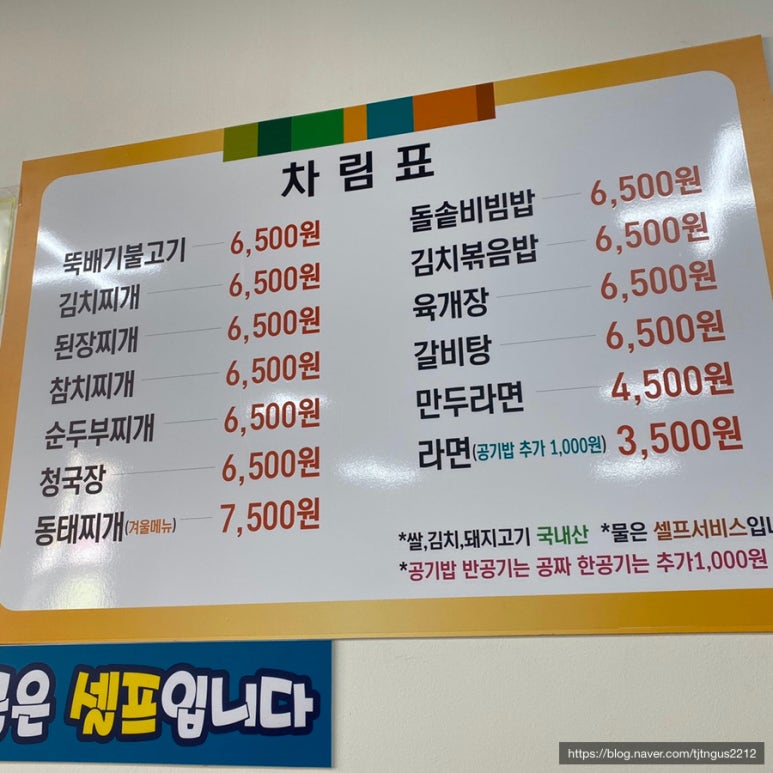 차림표
뚝배기불고기 6,500원
김치찌개 6,500원
된장찌개 6,500원
참치찌개 6,500원
순두부찌개 6,500원
청국장 6,500원
동태찌개(겨울메뉴) 7,500원
돌솥비빔밥 6,500원
김치볶음밥 6,500원
육개장 6,500원
갈비탕 6,500원
만두라면 4,500원
라면(공기밥 추가 1,000원) 3,500원
*쌀,김치,돼지고기 국내산 *물은 셀프서비스입니
*공기밥 반공기는 공짜 한공기는 추가1,000원
셀프입니다
https://blog.naver.com/tjtngus2212